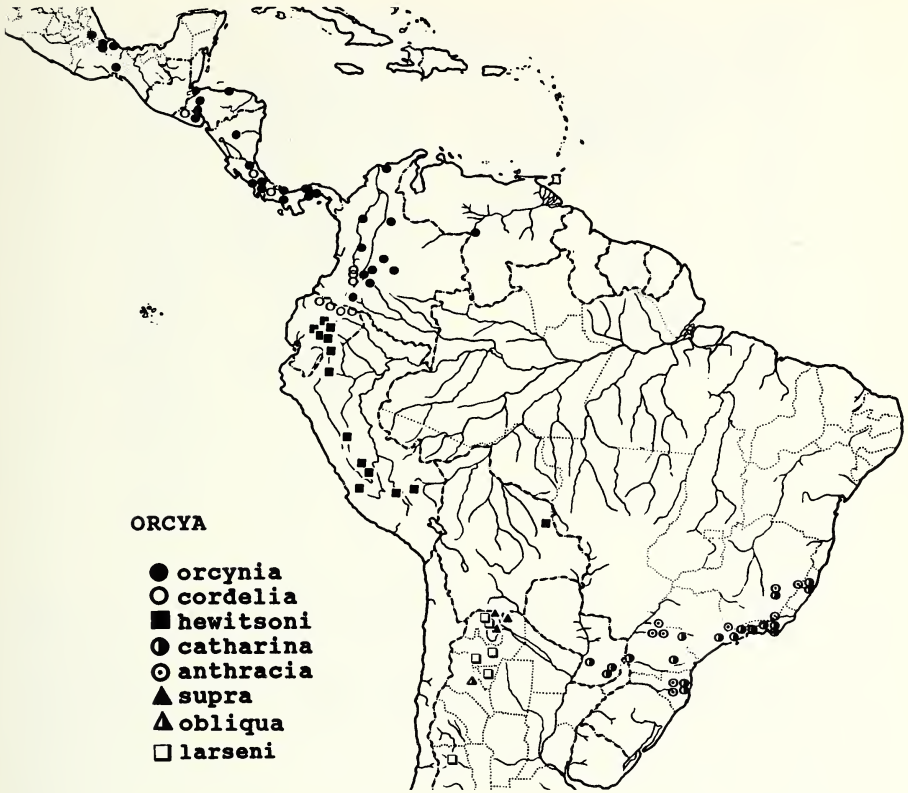 ORCYA
orcynia
cordelia
hewitsoni
catharina
anthracia
supra
obliqua
larseni